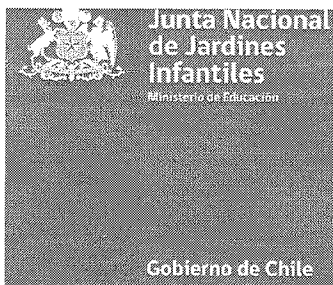 Junta Nacional
de Jardines
Infantiles
Ministerio de Educación
Gobierno de Chile